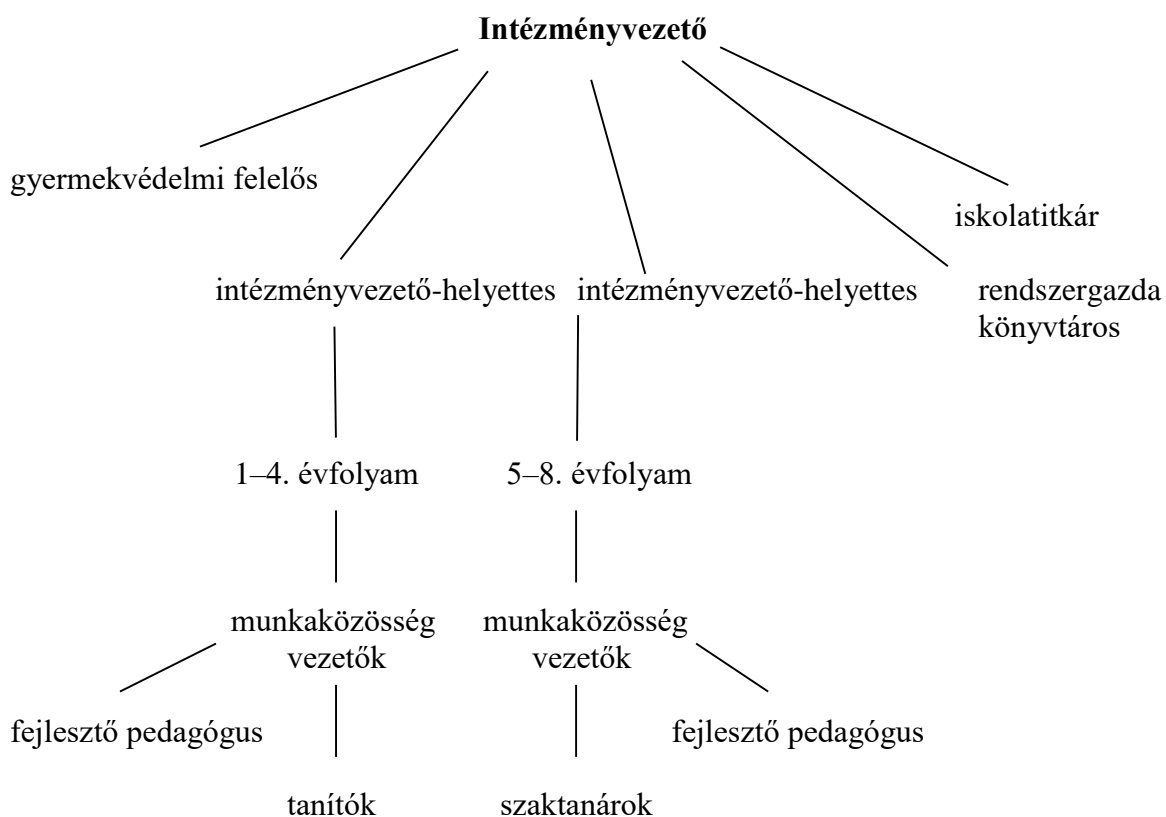 Intézményvezető
gyermekvédelmi felelős
iskolatitkár
intézményvezető-helyettes
intézményvezető-helyettes
rendszergazda
könyvtáros
1–4. évfolyam
5–8. évfolyam
munkaközösség
vezetők
munkaközösség
vezetők
fejlesztő pedagógus
fejlesztő pedagógus
tanítók
szaktanárok